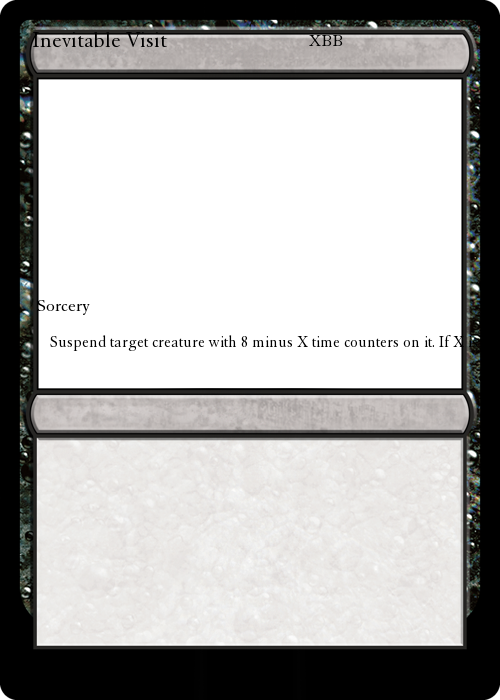 Inevitable Visit XBB
Sorcery
Suspend target creature with 8 minus X time counters on it. If X